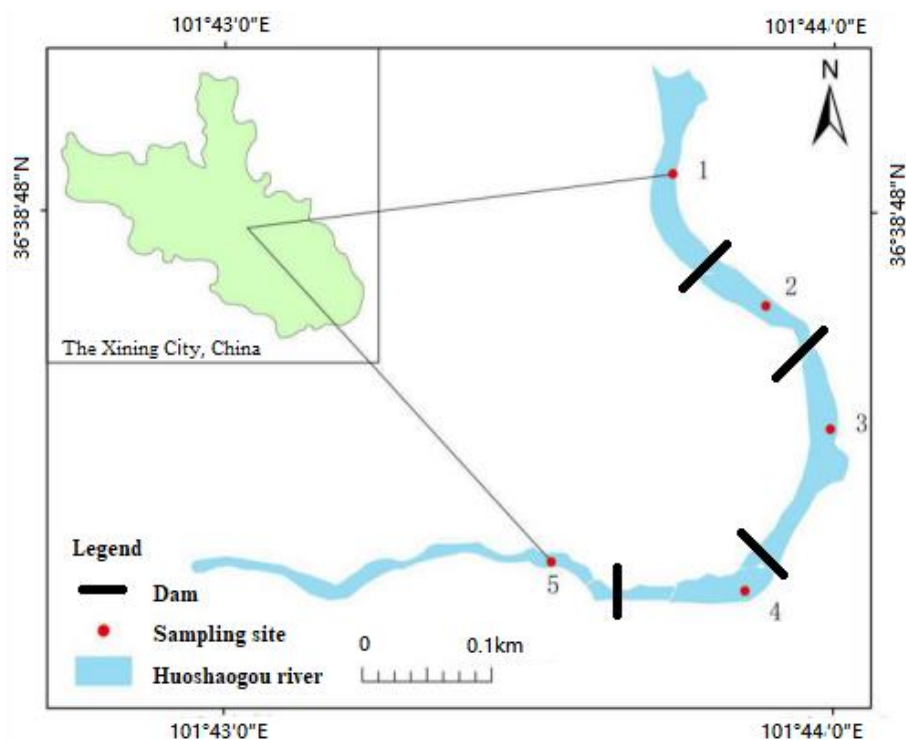 101°43′0″E
101°44′0″E
N
36°38′48″N
36°38′48″N
1
2
3
4
5
The Xining City, China
Legend
Dam
Sampling site
Huoshaogou river
0
0.1km
101°43′0″E
101°44′0″E